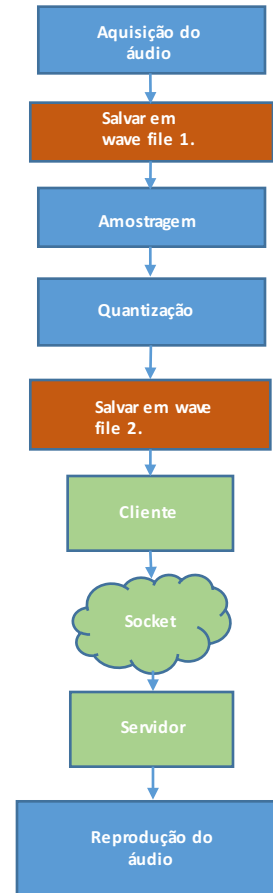 Aquisição do
áudio
Salvar em
wave file 1.
Amostragem
Quantização
Salvar em wave
file 2.
Cliente
Socket
Servidor
Reprodução do
áudio